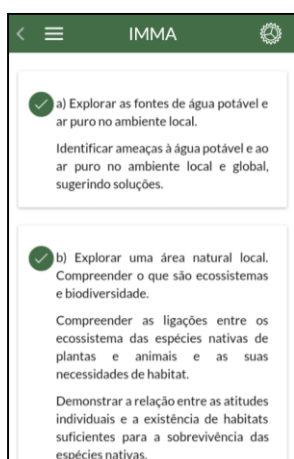 IMMA
a) Explorar as fontes de água potável e
ar puro no ambiente local.
Identificar ameaças à água potável e ao
ar puro no ambiente local e global,
sugerindo soluções.
b) Explorar uma área natural local.
Compreender o que são ecossistemas
e biodiversidade.
Compreender as ligações entre os
ecossistema das espécies nativas de
plantas e animais e as suas
necessidades de habitat.
Demonstrar a relação entre as atitudes
individuais e a existência de habitats
suficientes para a sobrevivência das
espécies nativas.